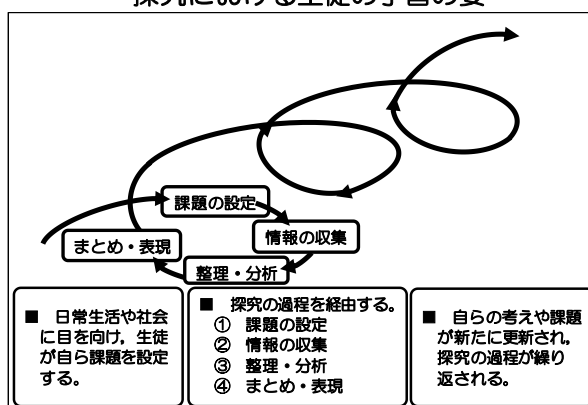 探究における生徒の学習の姿
課題の設定
情報の収集
まとめ・表現
整理・分析
■ 日常生活や社会
に目を向け，生徒
が自ら課題を設定
する。
■ 探究の過程を経由する。
① 課題の設定
② 情報の収集
③ 整理・分析
④ まとめ・表現
■ 自らの考えや課題
が新たに更新され，
探究の過程が繰り
返される。